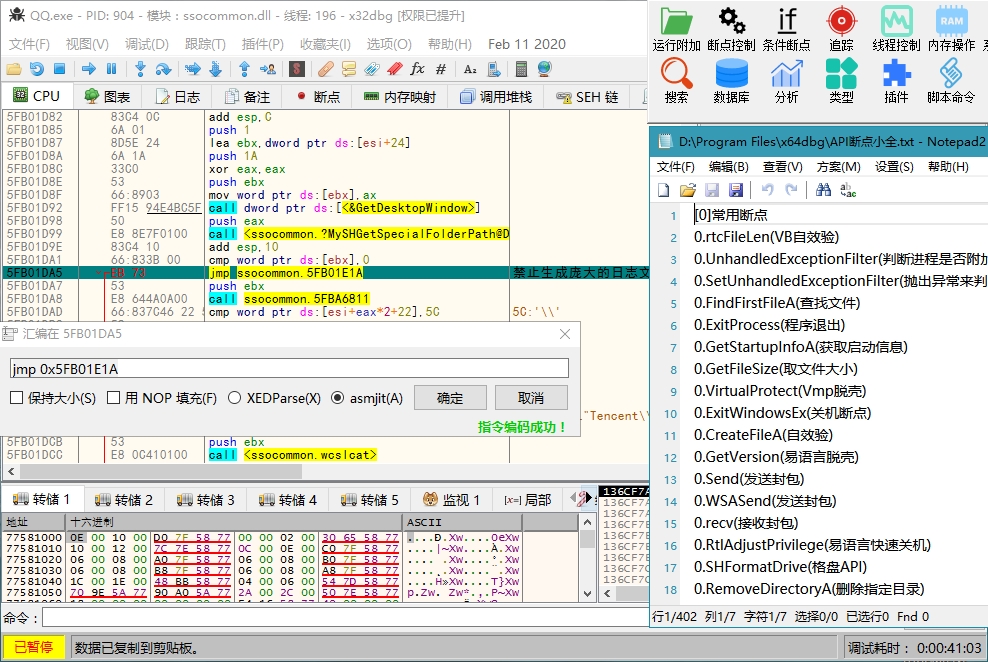 QQ.exe - PID: 904 - 模块：ssocommon.dll - 线程: 196 - x32dbg [权限已提升]
文件(F) 视图(V) 调试(D) 跟踪(T) 插件(P) 收藏夹(I) 选项(O) 帮助(H) Feb 11 2020
CPU 图表 日志 备注 断点 内存映射 调用堆栈 SEH 链
5FB01D82 83C4 0C add esp,C
5FB01D85 6A 01 push 1
5FB01D87 8D5E 24 lea ebx,dword ptr ds:[esi+24]
5FB01D8A 6A 1A push 1A
5FB01D8C 33C0 xor eax,eax
5FB01D8E 53 push ebx
5FB01D8F 66:8903 mov word ptr ds:[ebx],ax
5FB01D92 FF15 94E4BC5F call dword ptr ds:[<&GetDesktopWindow>]
5FB01D98 50 push eax
5FB01D99 E8 8E7F0100 call <ssocommon.?MySHGetSpecialFolderPath@D
5FB01D9E 83C4 10 add esp,10
5FB01DA1 66:833B 00 cmp word ptr ds:[ebx],0
5FB01DA5 EB 73 jmp ssocommon.5FB01E1A 禁止生成庞大的日志文
5FB01DA7 53 push ebx
5FB01DA8 E8 644A0A00 call ssocommon.5FBA6811
5FB01DAD 66:837C46 22 cmp word ptr ds:[esi+eax*2+22],5C 5C:'\\'
汇编在 5FB01DA5
jmp 0x5FB01E1A
保持大小(S) 用 NOP 填充(F) XEDParse(X) asmjit(A) 确定 取消
指令编码成功！
"Tencent\\
5FB01DCB 53 push ebx
5FB01DCC E8 0C410100 call <ssocommon.wcslcat>
转储 1 转储 2 转储 3 转储 4 转储 5 监视 1 [x=] 局部
地址 十六进制 ASCII
77581000 0E 00 10 00 D0 7F 58 77 00 00 02 00 30 65 58 77 ....Ð.Xw....0eXw
77581010 10 00 12 00 7C 7E 58 77 0C 00 0E 00 C0 7F 58 77 ....|~Xw....À.Xw
77581020 06 00 08 00 A0 7F 58 77 06 00 08 00 B0 7F 58 77
77581030 06 00 08 00 B8 7F 58 77 06 00 08 00 A8 7F 58 77
77581040 1C 00 1E 00 48 BB 58 77 04 00 06 00 54 7D 58 77 ....H»Xw....T}Xw
77581050 70 9E 5A 77 90 A0 5A 77 2A 00 2C 00 50 7E 58 77 p.Zw. Zw*.,.P~Xw
命令：
已暂停 数据已复制到剪贴板。 调试耗时： 0:00:41:03
运行附加 断点控制 条件断点 追踪 线程控制 内存操作
搜索 数据库 分析 类型 插件 脚本命令
D:\Program Files\x64dbg\API断点小全.txt - Notepad2
文件(F) 编辑(B) 查看(V) 方案(M) 设置(S) 帮助(H)
1 [0]常用断点
2 0.rtcFileLen(VB自效验)
3 0.UnhandledExceptionFilter(判断进程是否附加
4 0.SetUnhandledExceptionFilter(抛出异常来判
5 0.FindFirstFileA(查找文件)
6 0.ExitProcess(程序退出)
7 0.GetStartupInfoA(获取启动信息)
8 0.GetFileSize(取文件大小)
9 0.VirtualProtect(Vmp脱壳)
10 0.ExitWindowsEx(关机断点)
11 0.CreateFileA(自效验)
12 0.GetVersion(易语言脱壳)
13 0.Send(发送封包)
14 0.WSASend(发送封包)
15 0.recv(接收封包)
16 0.RtlAdjustPrivilege(易语言快速关机)
17 0.SHFormatDrive(格盘API)
18 0.RemoveDirectoryA(删除指定目录)
行1/402 列1/7 字符1/7 选择0/0 已选行0 Fnd 0